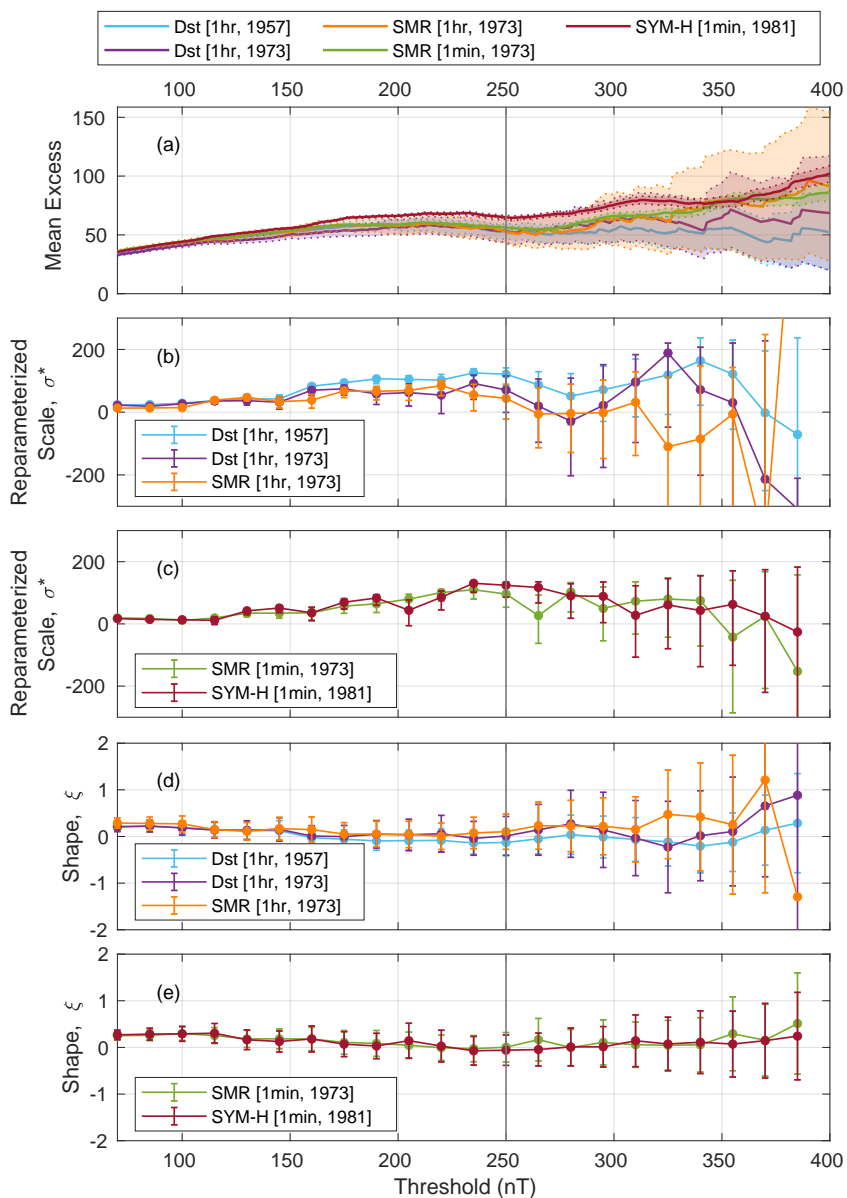 Dst [1hr, 1957] SMR [1hr, 1973] SYM-H [1min, 1981]
Dst [1hr, 1973] SMR [1min, 1973]
100 150 200 250 300 350 400
(a)
Mean Excess
150
100
50
0
(b)
Reparameterized
Scale, σ*
200
0
-200
Dst [1hr, 1957]
Dst [1hr, 1973]
SMR [1hr, 1973]
(c)
Reparameterized
Scale, σ*
200
0
-200
SMR [1min, 1973]
SYM-H [1min, 1981]
(d)
Shape, ξ
2
1
0
-1
-2
Dst [1hr, 1957]
Dst [1hr, 1973]
SMR [1hr, 1973]
(e)
Shape, ξ
2
1
0
-1
-2
SMR [1min, 1973]
SYM-H [1min, 1981]
100 150 200 250 300 350 400
Threshold (nT)